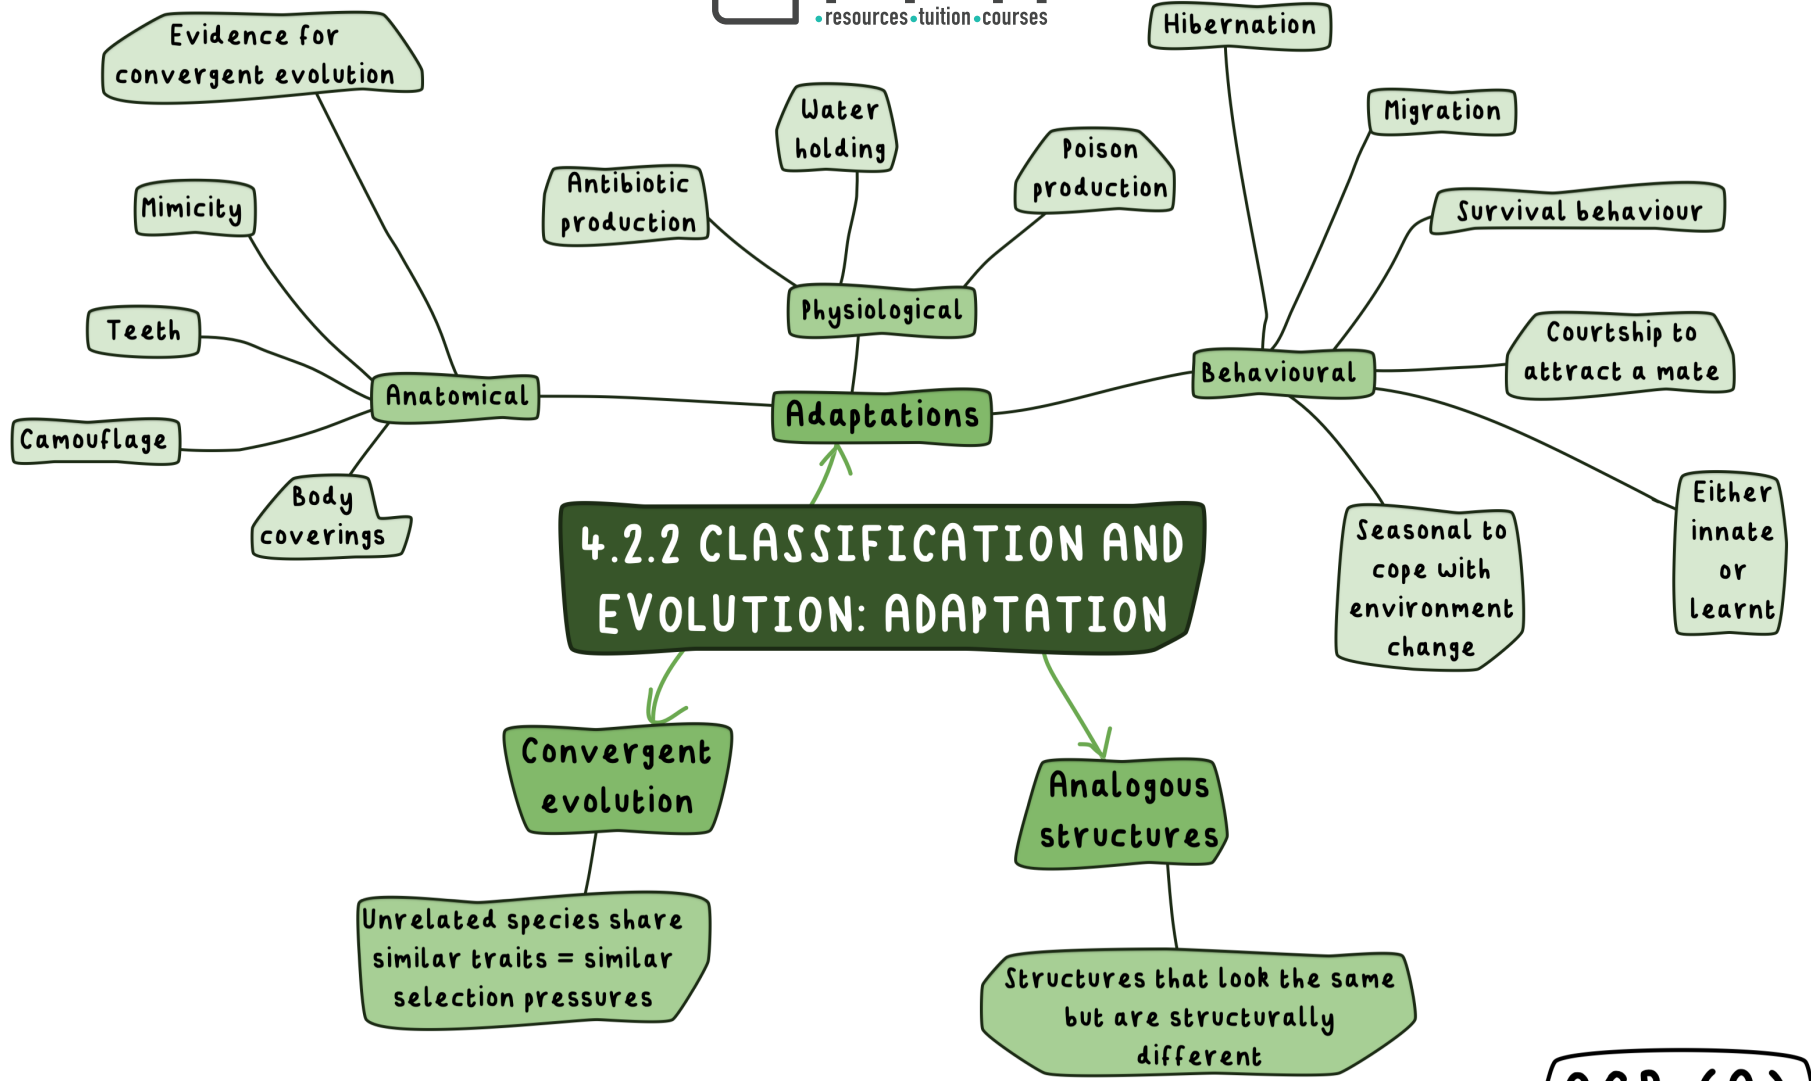 resources • tuition • courses
Evidence for
convergent evolution
Mimicity
Teeth
Camouflage
Body
coverings
Anatomical
Antibiotic
production
Water
holding
Poison
production
Physiological
Adaptations
Hibernation
Migration
Survival behaviour
Courtship to
attract a mate
Behavioural
Seasonal to
cope with
environment
change
Either
innate
or
learnt
4.2.2 CLASSIFICATION AND
EVOLUTION: ADAPTATION
Convergent
evolution
Unrelated species share
similar traits = similar
selection pressures
Analogous
structures
Structures that look the same
but are structurally
different